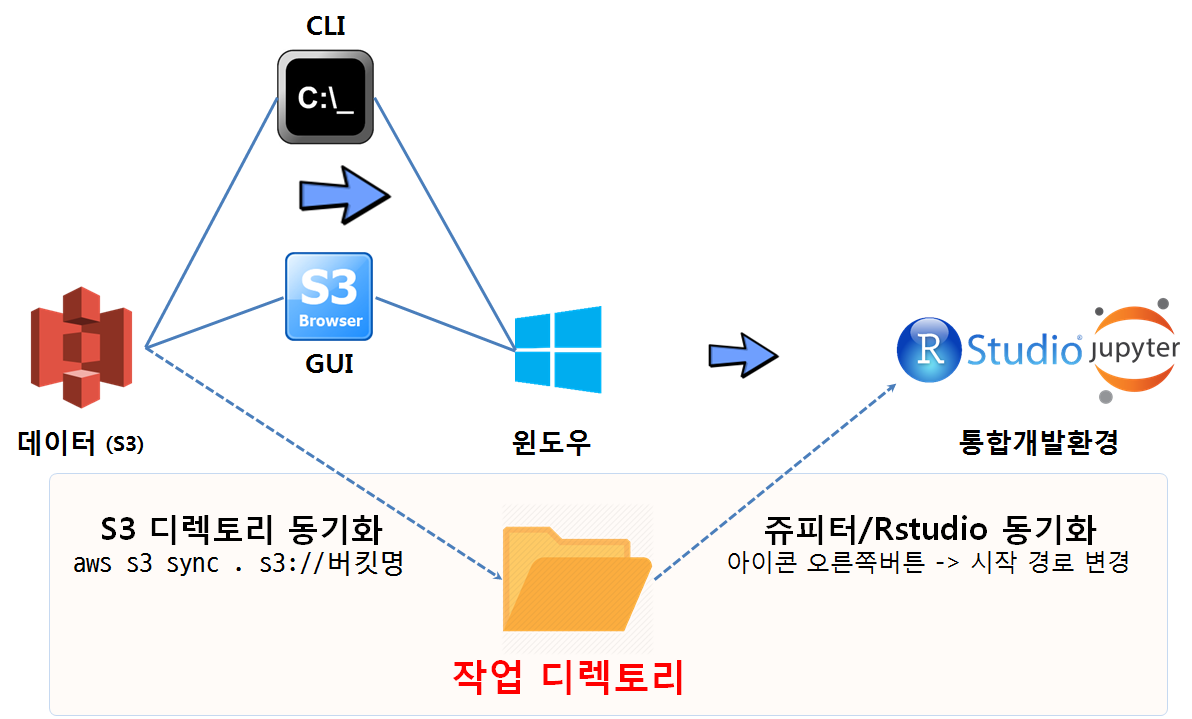 CLI
C:\_
S3
Browser
GUI
R Studio
jupyter
데이터 (S3)
윈도우
통합개발환경
S3 디렉토리 동기화
aws s3 sync . s3://버킷명
쥬피터/Rstudio 동기화
아이콘 오른쪽버튼 -> 시작 경로 변경
작업 디렉토리